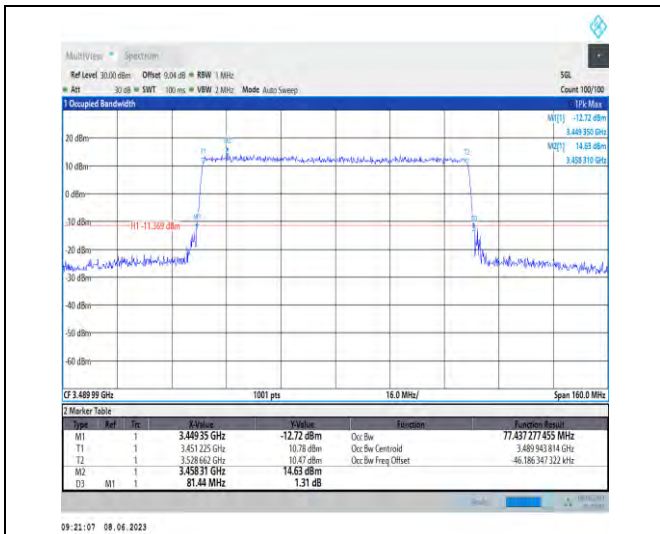 MultiView Spectrum
Ref Level 30.00 dBm Offset 9.04 dB RBW 1 MHz SGL
Att 30 dB SWT 100 ms VBW 2 MHz Mode Auto Sweep Count 100/100
1 Occupied Bandwidth 1Pk Max
M1[1] -12.72 dBm
3.449 350 GHz
M2[1] 14.63 dBm
3.458 310 GHz
20 dBm
10 dBm
0 dBm
-10 dBm
H1 -11.369 dBm
-20 dBm
-30 dBm
-40 dBm
-50 dBm
-60 dBm
CF 3.489 99 GHz 1001 pts 16.0 MHz/ Span 160.0 MHz
2 Marker Table
Type Ref Trc X-Value Y-Value Function Function Result
M1 1 3.449 35 GHz -12.72 dBm Occ Bw 77.437 277 455 MHz
T1 1 3.451 225 GHz 10.78 dBm Occ Bw Centroid 3.489 943 814 GHz
T2 1 3.528 662 GHz 10.47 dBm Occ Bw Freq Offset -46.186 347 322 kHz
M2 1 3.458 31 GHz 14.63 dBm
D3 M1 1 81.44 MHz 1.31 dB
09:21:07 08.06.2023